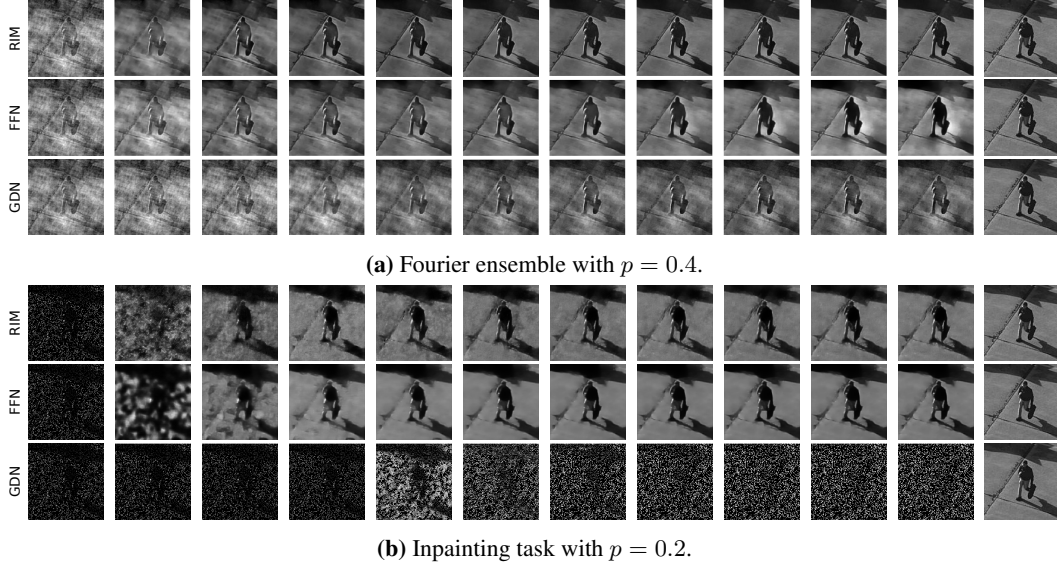 RIM
FFN
GDN
(a) Fourier ensemble with p = 0.4.
RIM
FFN
GDN
(b) Inpainting task with p = 0.2.